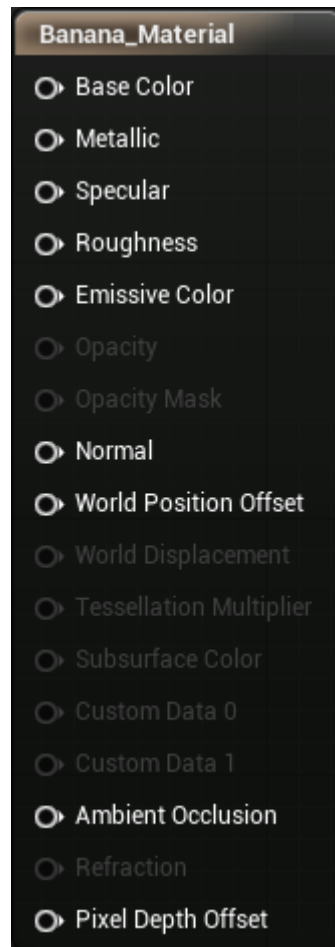 Banana_Material
Base Color
Metallic
Specular
Roughness
Emissive Color
Opacity
Opacity Mask
Normal
World Position Offset
World Displacement
Tessellation Multiplier
Subsurface Color
Custom Data 0
Custom Data 1
Ambient Occlusion
Refraction
Pixel Depth Offset